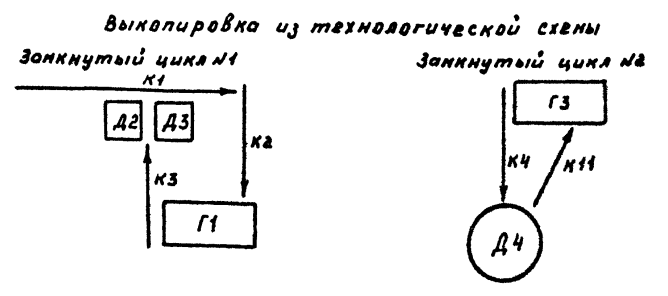 Выкопировка из технологической схемы
Замкнутый цикл №1
Замкнутый цикл №2
К1
Г3
Д2
Д3
К2
К4
К11
К3
Г1
Д4